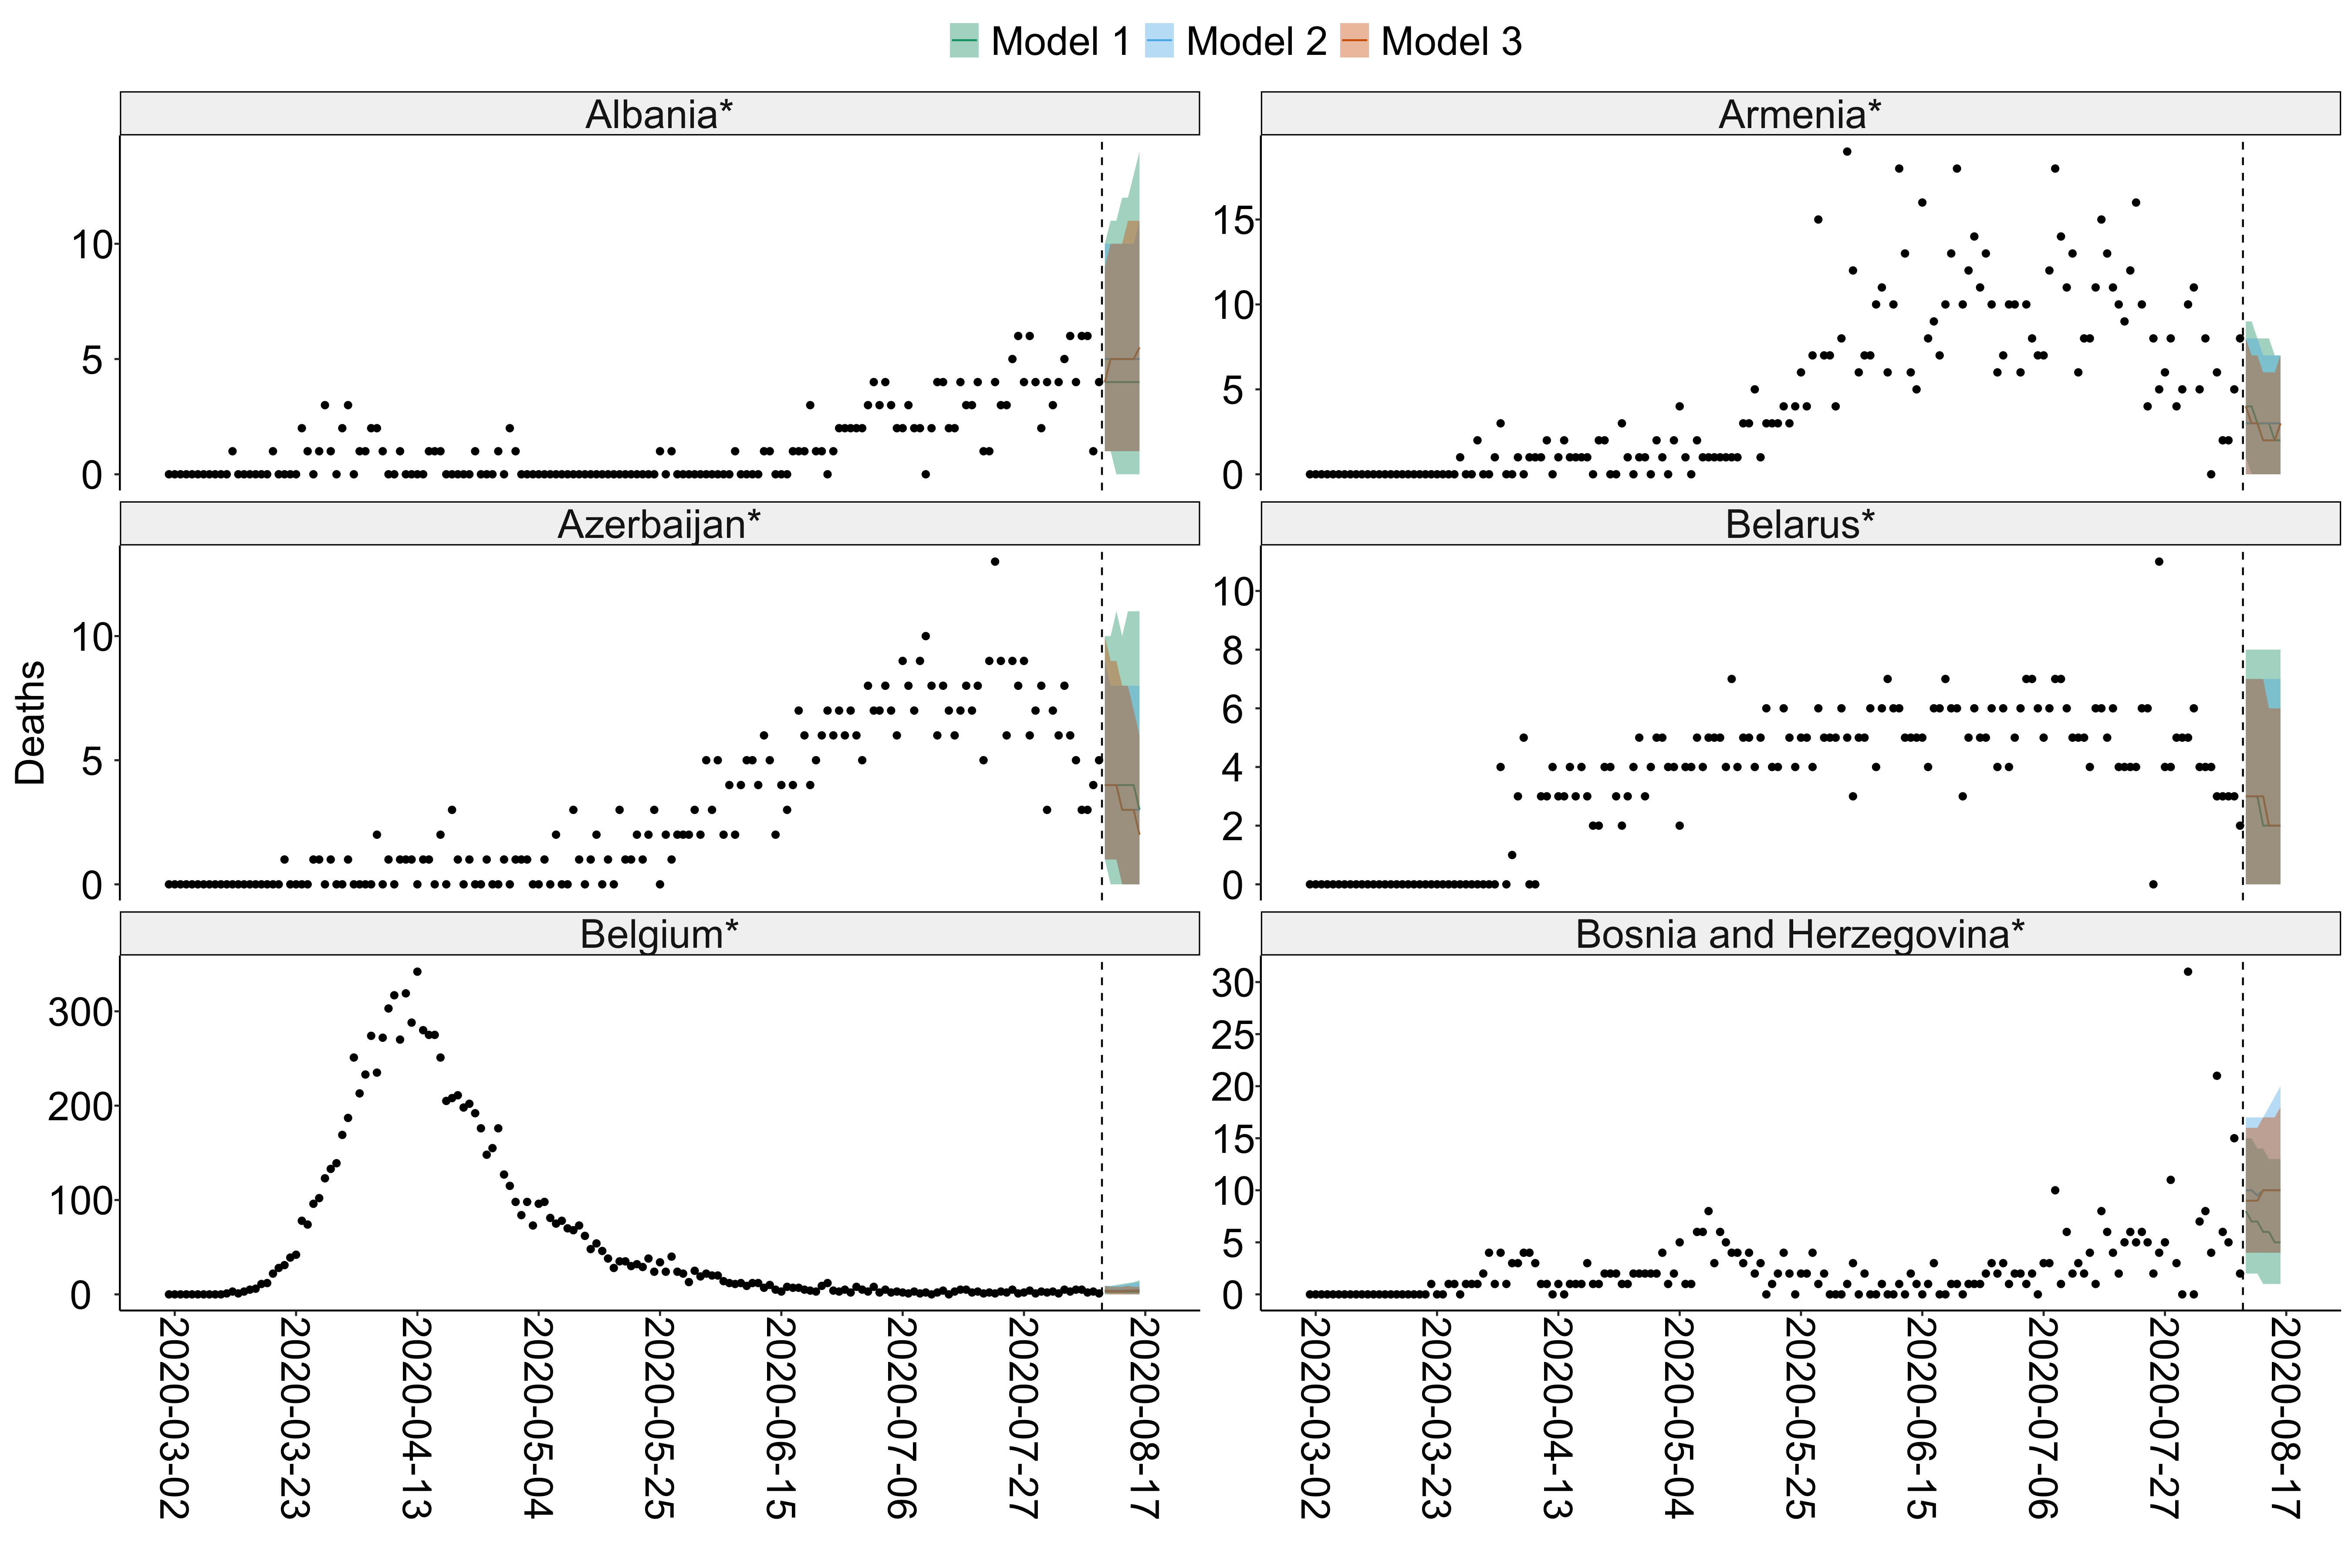 Model 1 Model 2 Model 3
Albania* Armenia*
10 5 0
15 10 5 0
Azerbaijan* Belarus*
10 5 0
10 8 6 4 2 0
Deaths
Belgium* Bosnia and Herzegovina*
300 200 100 0
30 25 20 15 10 5 0
2020-03-02 2020-03-23 2020-04-13 2020-05-04 2020-05-25 2020-06-15 2020-07-06 2020-07-27 2020-08-17
2020-03-02 2020-03-23 2020-04-13 2020-05-04 2020-05-25 2020-06-15 2020-07-06 2020-07-27 2020-08-17